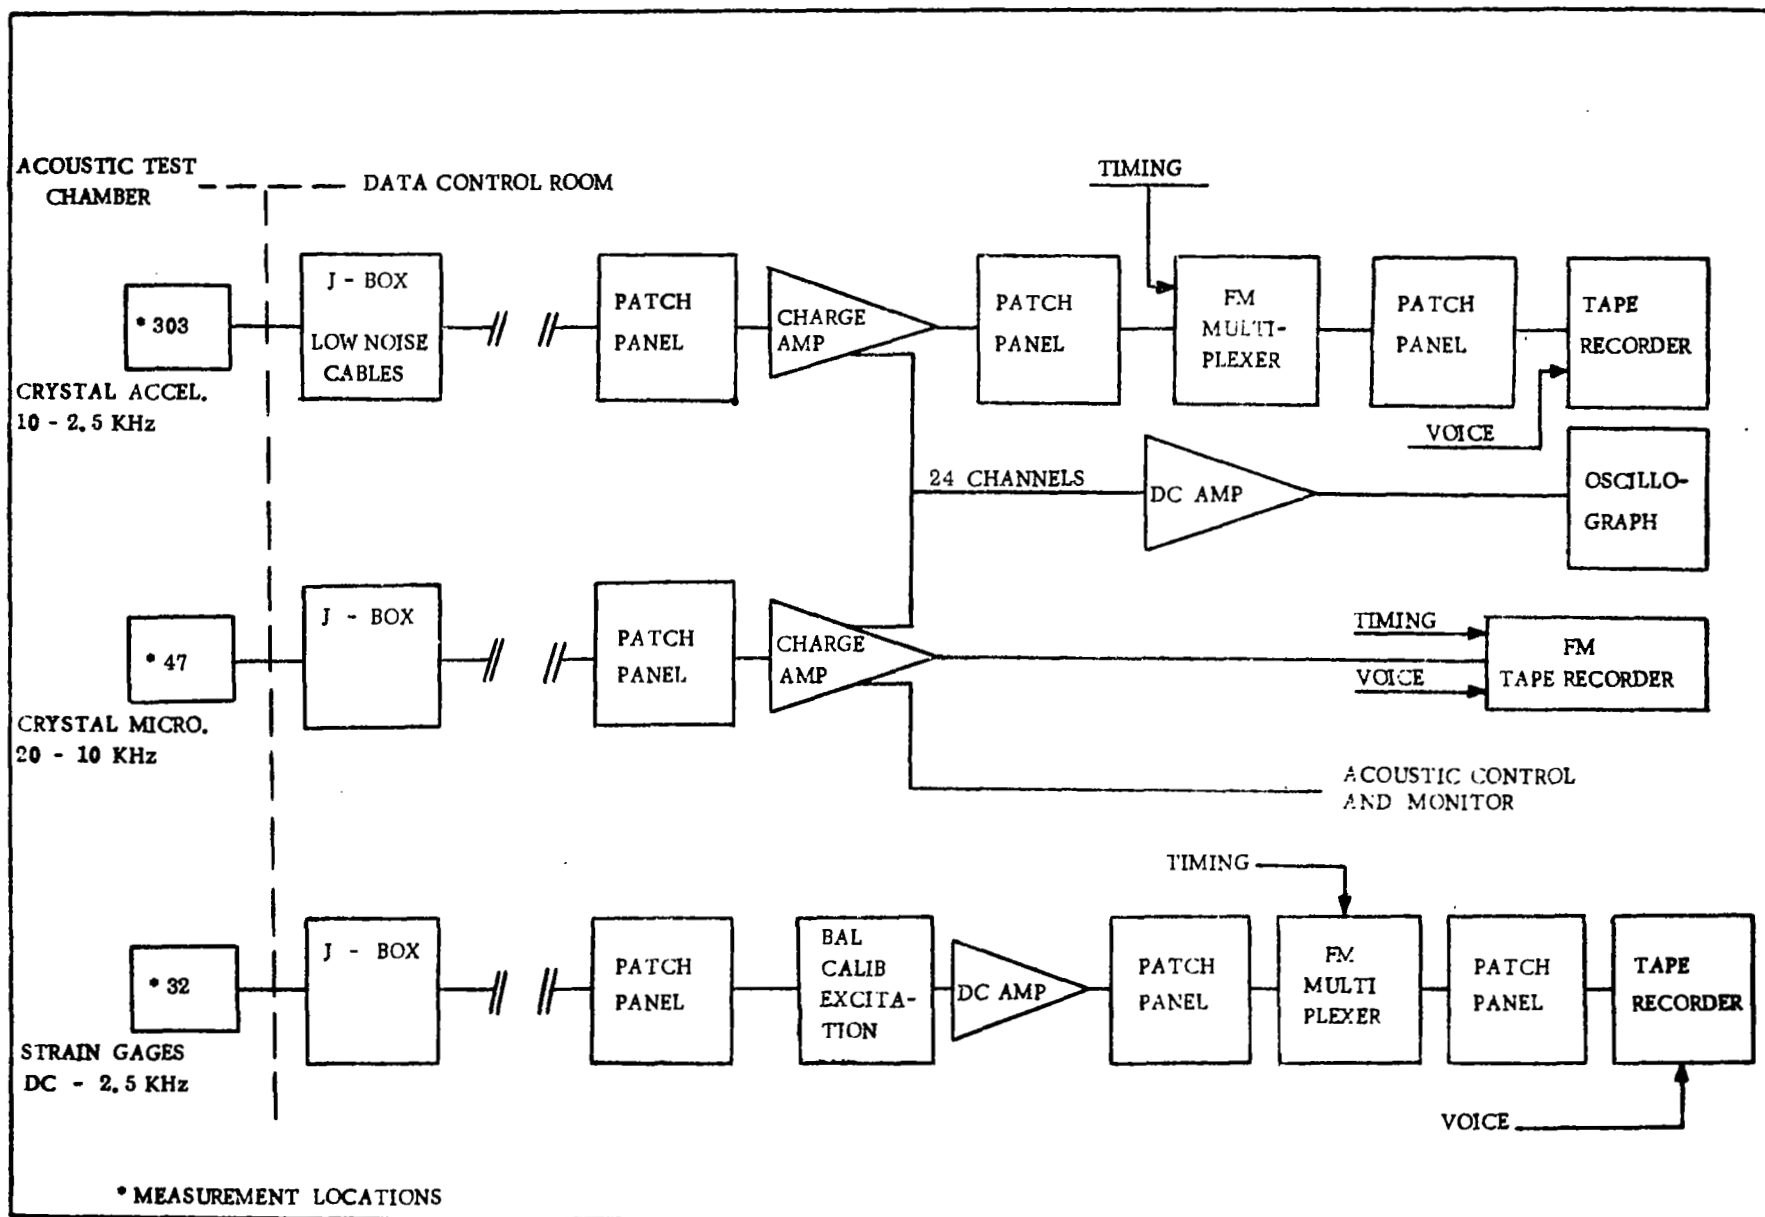 ACOUSTIC TEST
CHAMBER
DATA CONTROL ROOM
TIMING
* 303
CRYSTAL ACCEL.
10 - 2.5 KHz
J - BOX
LOW NOISE
CABLES
PATCH
PANEL
CHARGE
AMP
PATCH
PANEL
FM
MULTI-
PLEXER
PATCH
PANEL
TAPE
RECORDER
VOICE
24 CHANNELS
DC AMP
OSCILLO-
GRAPH
* 47
CRYSTAL MICRO.
20 - 10 KHz
J - BOX
PATCH
PANEL
CHARGE
AMP
TIMING
VOICE
FM
TAPE RECORDER
ACOUSTIC CONTROL
AND MONITOR
TIMING
* 32
STRAIN GAGES
DC - 2.5 KHz
J - BOX
PATCH
PANEL
BAL
CALIB
EXCITA-
TION
DC AMP
PATCH
PANEL
FM
MULTI
PLEXER
PATCH
PANEL
TAPE
RECORDER
VOICE
* MEASUREMENT LOCATIONS